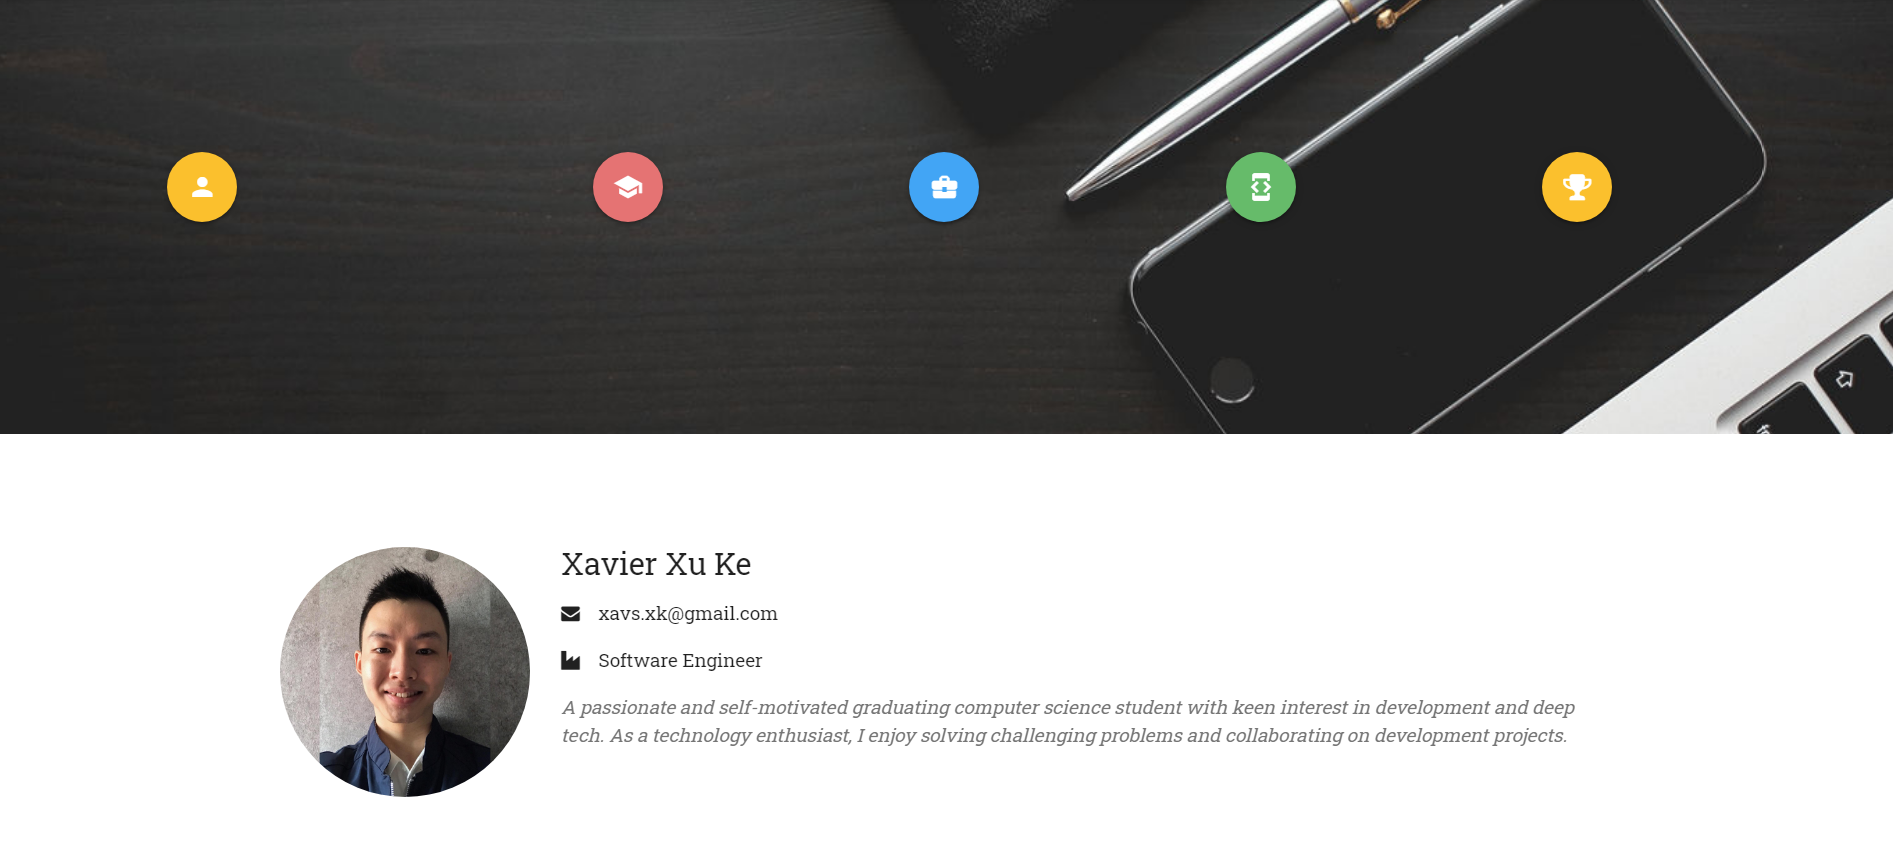 Xavier Xu Ke
xavs.xk@gmail.com
Software Engineer
A passionate and self-motivated graduating computer science student with keen interest in development and deep
tech. As a technology enthusiast, I enjoy solving challenging problems and collaborating on development projects.